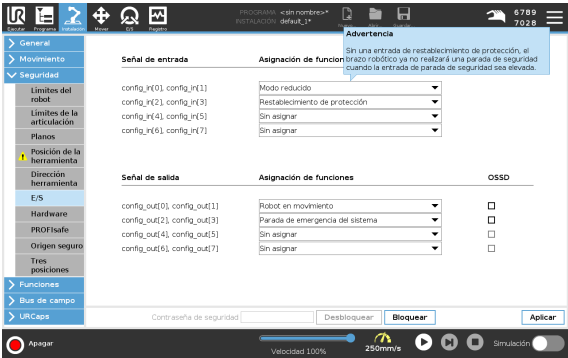 Ejecutar
Programa
Instalación
Mover
E/S
Registro
PROGRAMA <sin nombre>*
INSTALACIÓN default_1*
Nuevo...
Abrir...
Guardar...
6789
7028
General
Movimiento
Seguridad
Límites del
robot
Límites de la
articulación
Planos
Posición de la
herramienta
Dirección
herramienta
E/S
Hardware
PROFIsafe
Origen seguro
Tres
posiciones
Funciones
Bus de campo
URCaps
Advertencia
Sin una entrada de restablecimiento de protección, el
brazo robótico ya no realizará una parada de seguridad
cuando la entrada de parada de seguridad sea elevada.
Señal de entrada
Asignación de funcion
config_in[0], config_in[1] Modo reducido
config_in[2], config_in[3] Restablecimiento de protección
config_in[4], config_in[5] Sin asignar
config_in[6], config_in[7] Sin asignar
Señal de salida Asignación de funciones OSSD
config_out[0], config_out[1] Robot en movimiento
config_out[2], config_out[3] Parada de emergencia del sistema
config_out[4], config_out[5] Sin asignar
config_out[6], config_out[7] Sin asignar
Contraseña de seguridad Desbloquear Bloquear Aplicar
Apagar
Velocidad 100%
250mm/s
Simulación